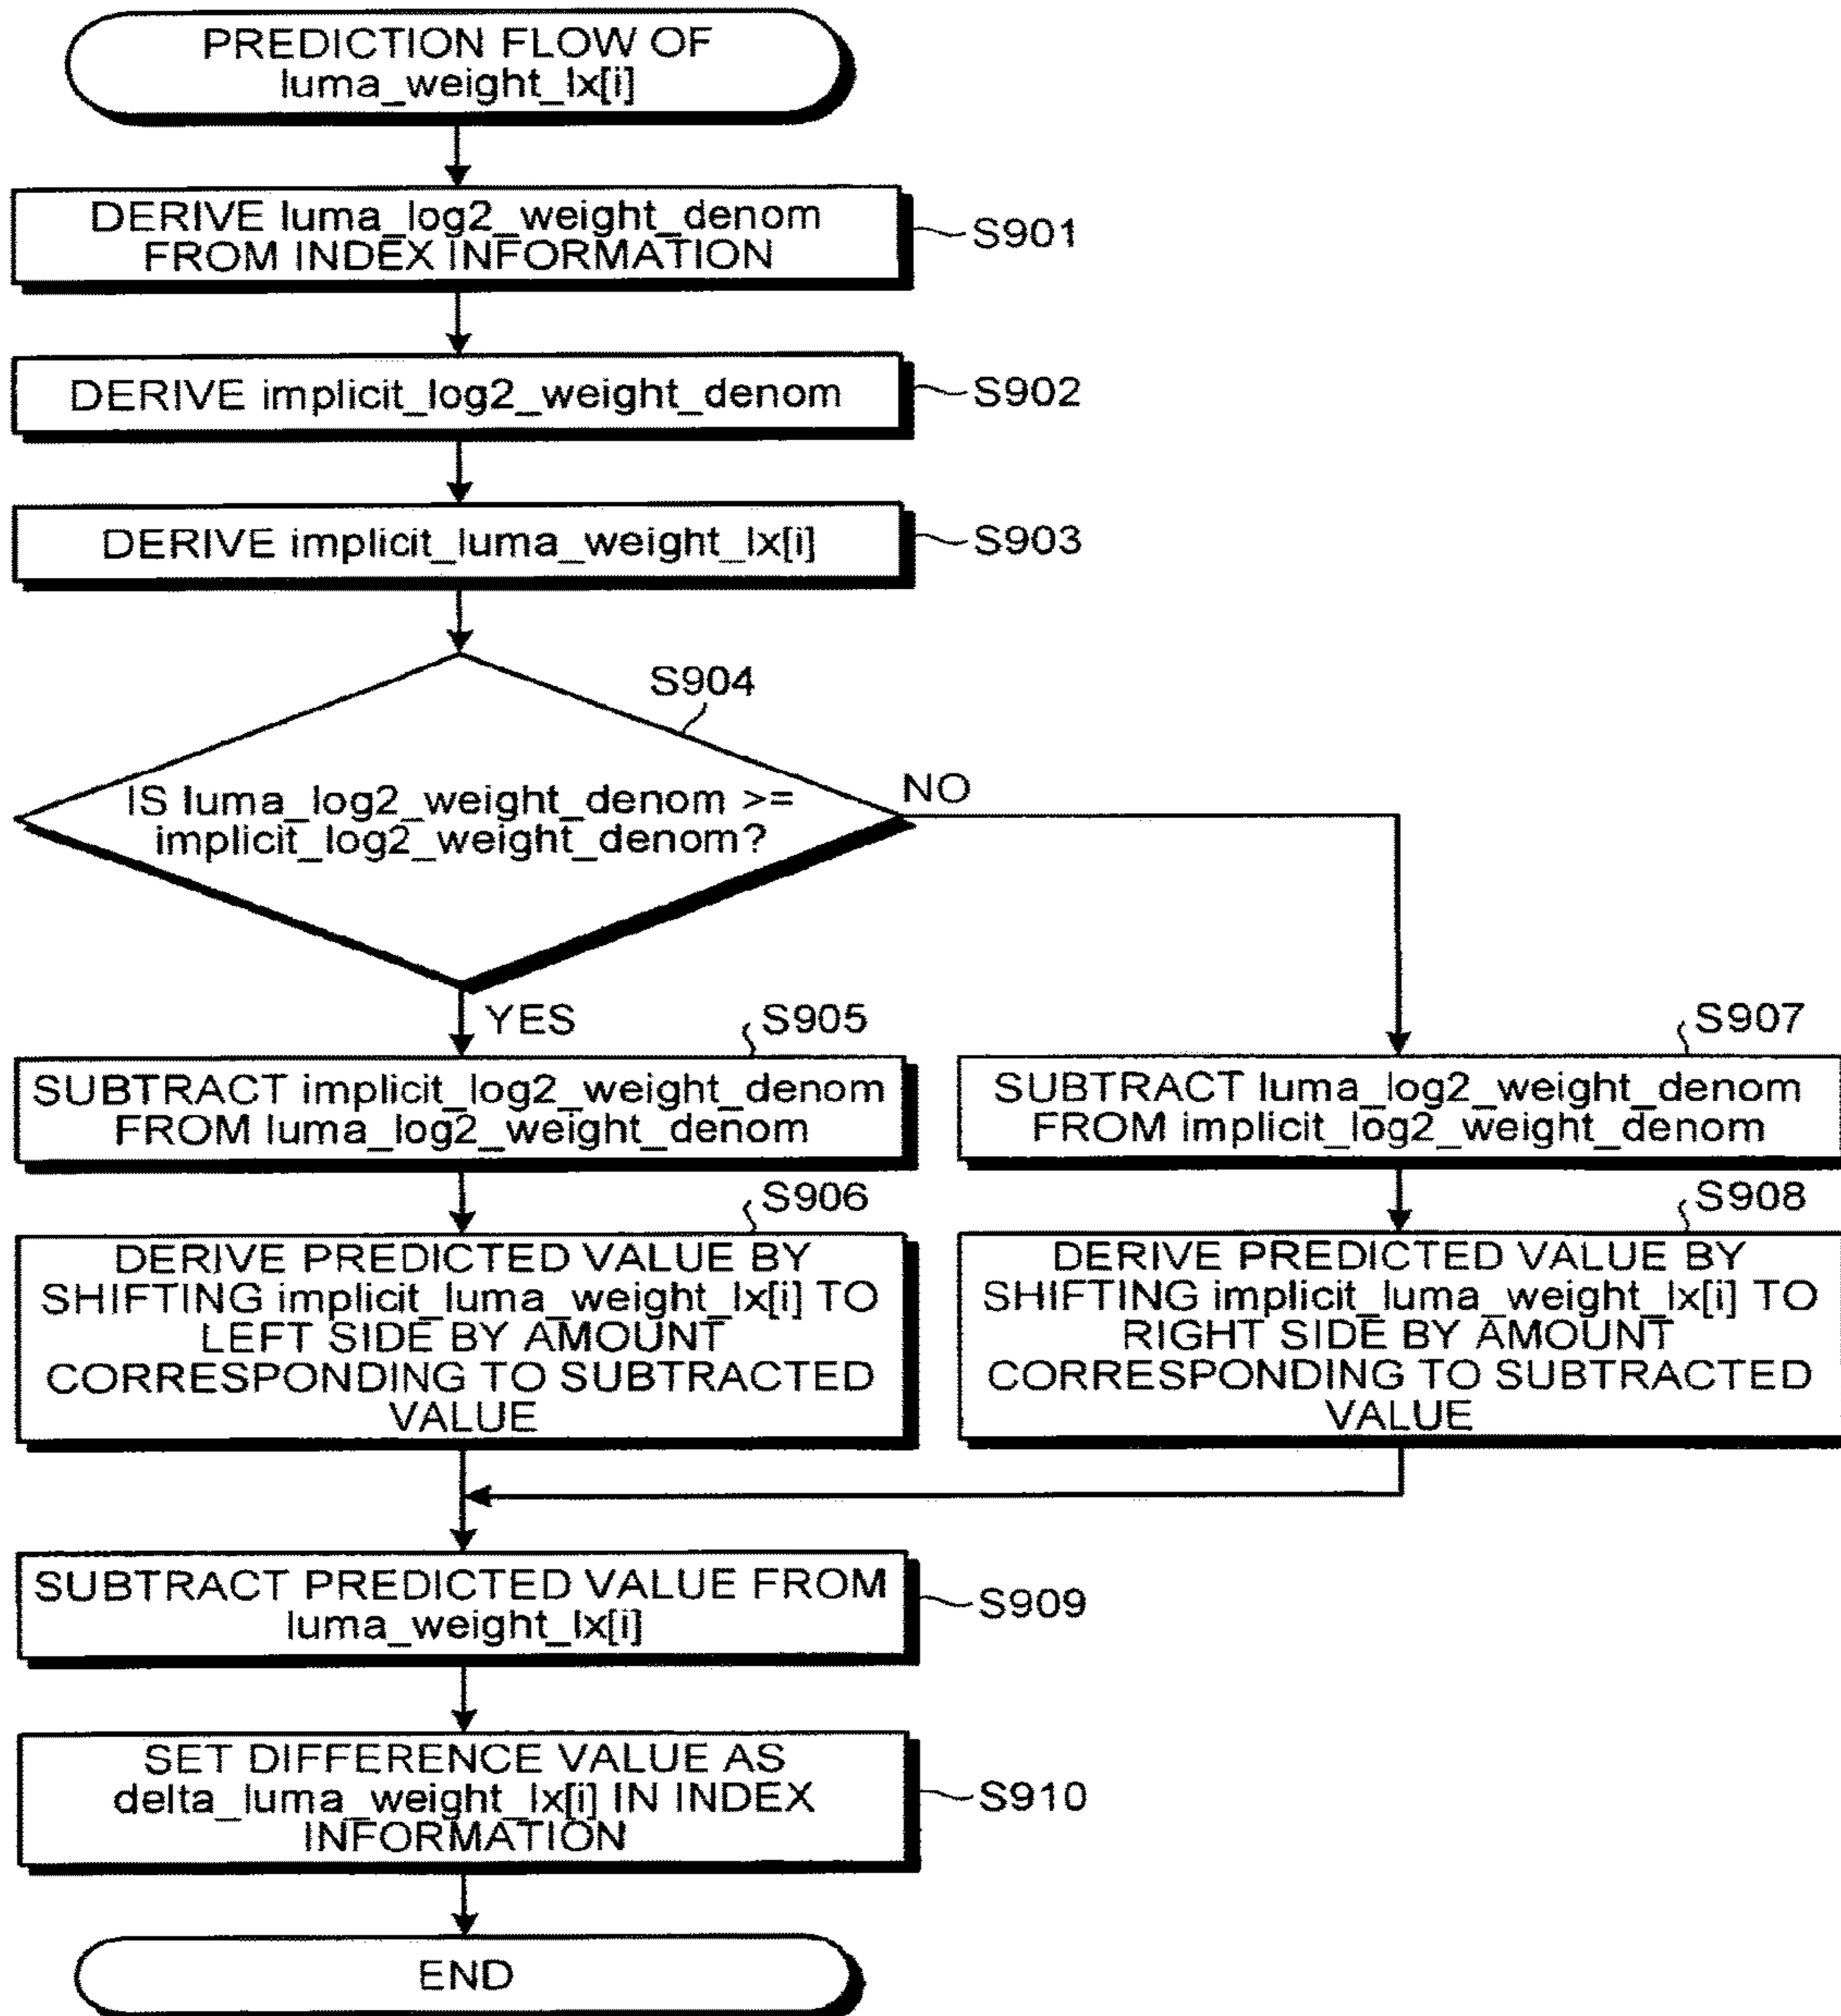 PREDICTION FLOW OF
luma_weight_lx[i]
DERIVE luma_log2_weight_denom
FROM INDEX INFORMATION
S901
DERIVE implicit_log2_weight_denom
S902
DERIVE implicit_luma_weight_lx[i]
S903
S904
IS luma_log2_weight_denom >=
implicit_log2_weight_denom?
NO
YES
S905
SUBTRACT implicit_log2_weight_denom
FROM luma_log2_weight_denom
S907
SUBTRACT luma_log2_weight_denom
FROM implicit_log2_weight_denom
S906
DERIVE PREDICTED VALUE BY
SHIFTING implicit_luma_weight_lx[i] TO
LEFT SIDE BY AMOUNT
CORRESPONDING TO SUBTRACTED
VALUE
S908
DERIVE PREDICTED VALUE BY
SHIFTING implicit_luma_weight_lx[i] TO
RIGHT SIDE BY AMOUNT
CORRESPONDING TO SUBTRACTED
VALUE
SUBTRACT PREDICTED VALUE FROM
luma_weight_lx[i]
S909
SET DIFFERENCE VALUE AS
delta_luma_weight_lx[i] IN INDEX
INFORMATION
S910
END